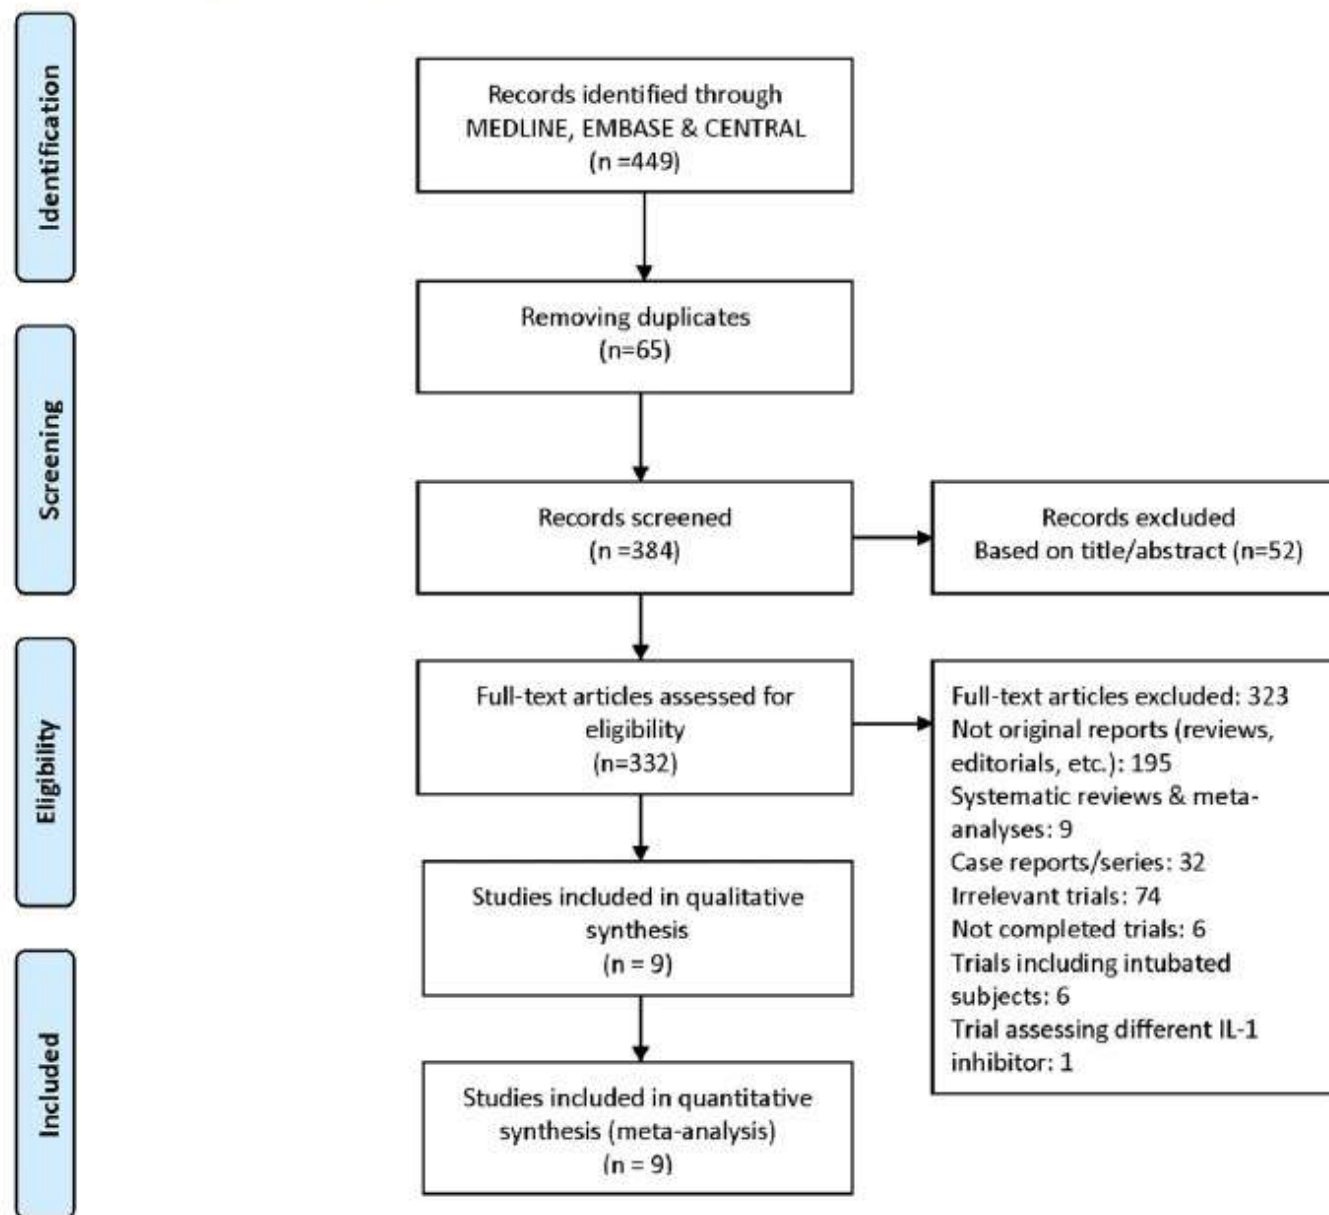 Identification
Records identified through
MEDLINE, EMBASE & CENTRAL
(n =449)
Removing duplicates
(n=65)
Screening
Records screened
(n =384)
Records excluded
Based on title/abstract (n=52)
Eligibility
Full-text articles assessed for
eligibility
(n=332)
Full-text articles excluded: 323
Not original reports (reviews,
editorials, etc.): 195
Systematic reviews & meta-
analyses: 9
Case reports/series: 32
Irrelevant trials: 74
Not completed trials: 6
Trials including intubated
subjects: 6
Trial assessing different IL-1
inhibitor: 1
Studies included in qualitative
synthesis
(n = 9)
Included
Studies included in quantitative
synthesis (meta-analysis)
(n = 9)